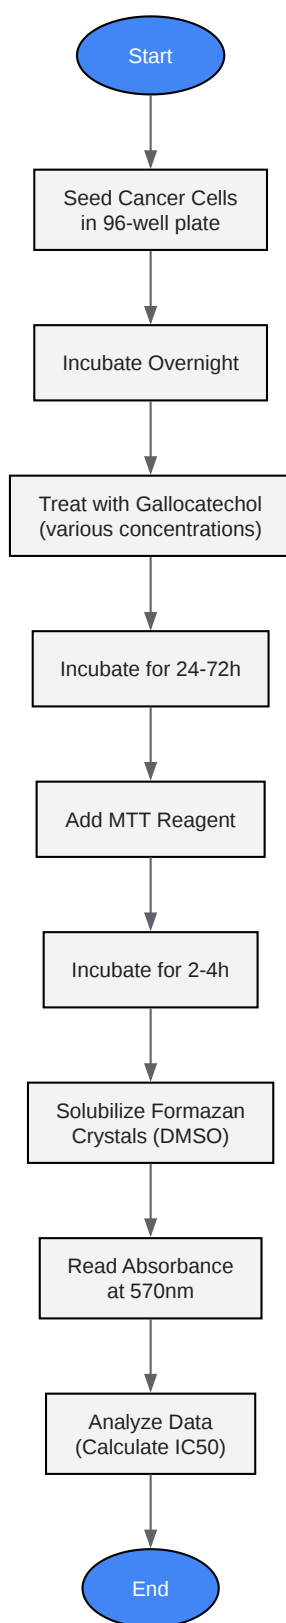 Start
Seed Cancer Cells
in 96-well plate
Incubate Overnight
Treat with Gallocatechol
(various concentrations)
Incubate for 24-72h
Add MTT Reagent
Incubate for 2-4h
Solubilize Formazan
Crystals (DMSO)
Read Absorbance
at 570nm
Analyze Data
(Calculate IC50)
End